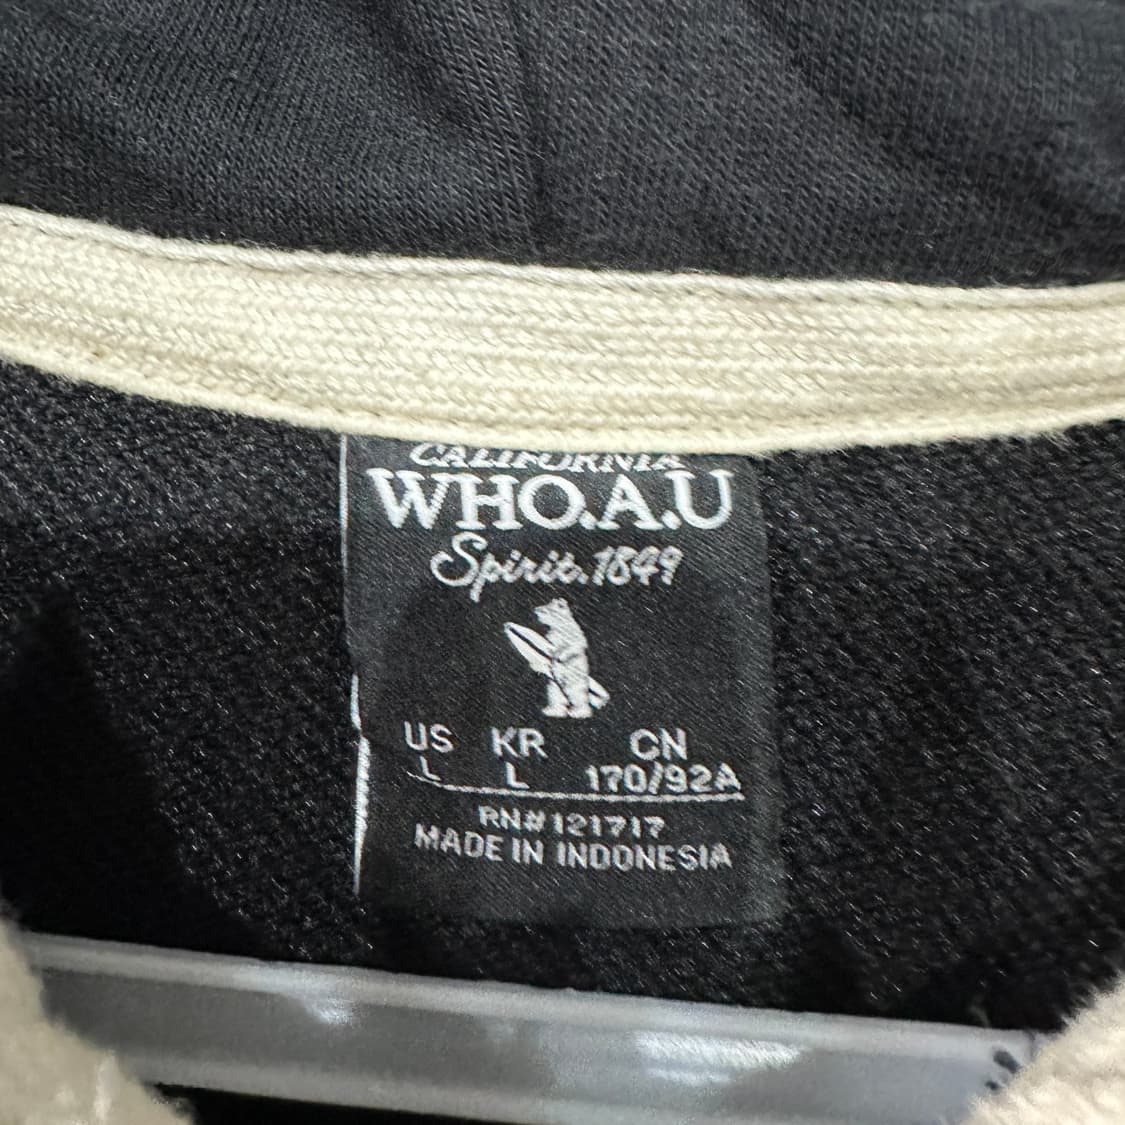 CALIFORNIA
WHO.A.U
Spirit.1849
US KR CN
L L 170/92A
RN#121717
MADE IN INDONESIA